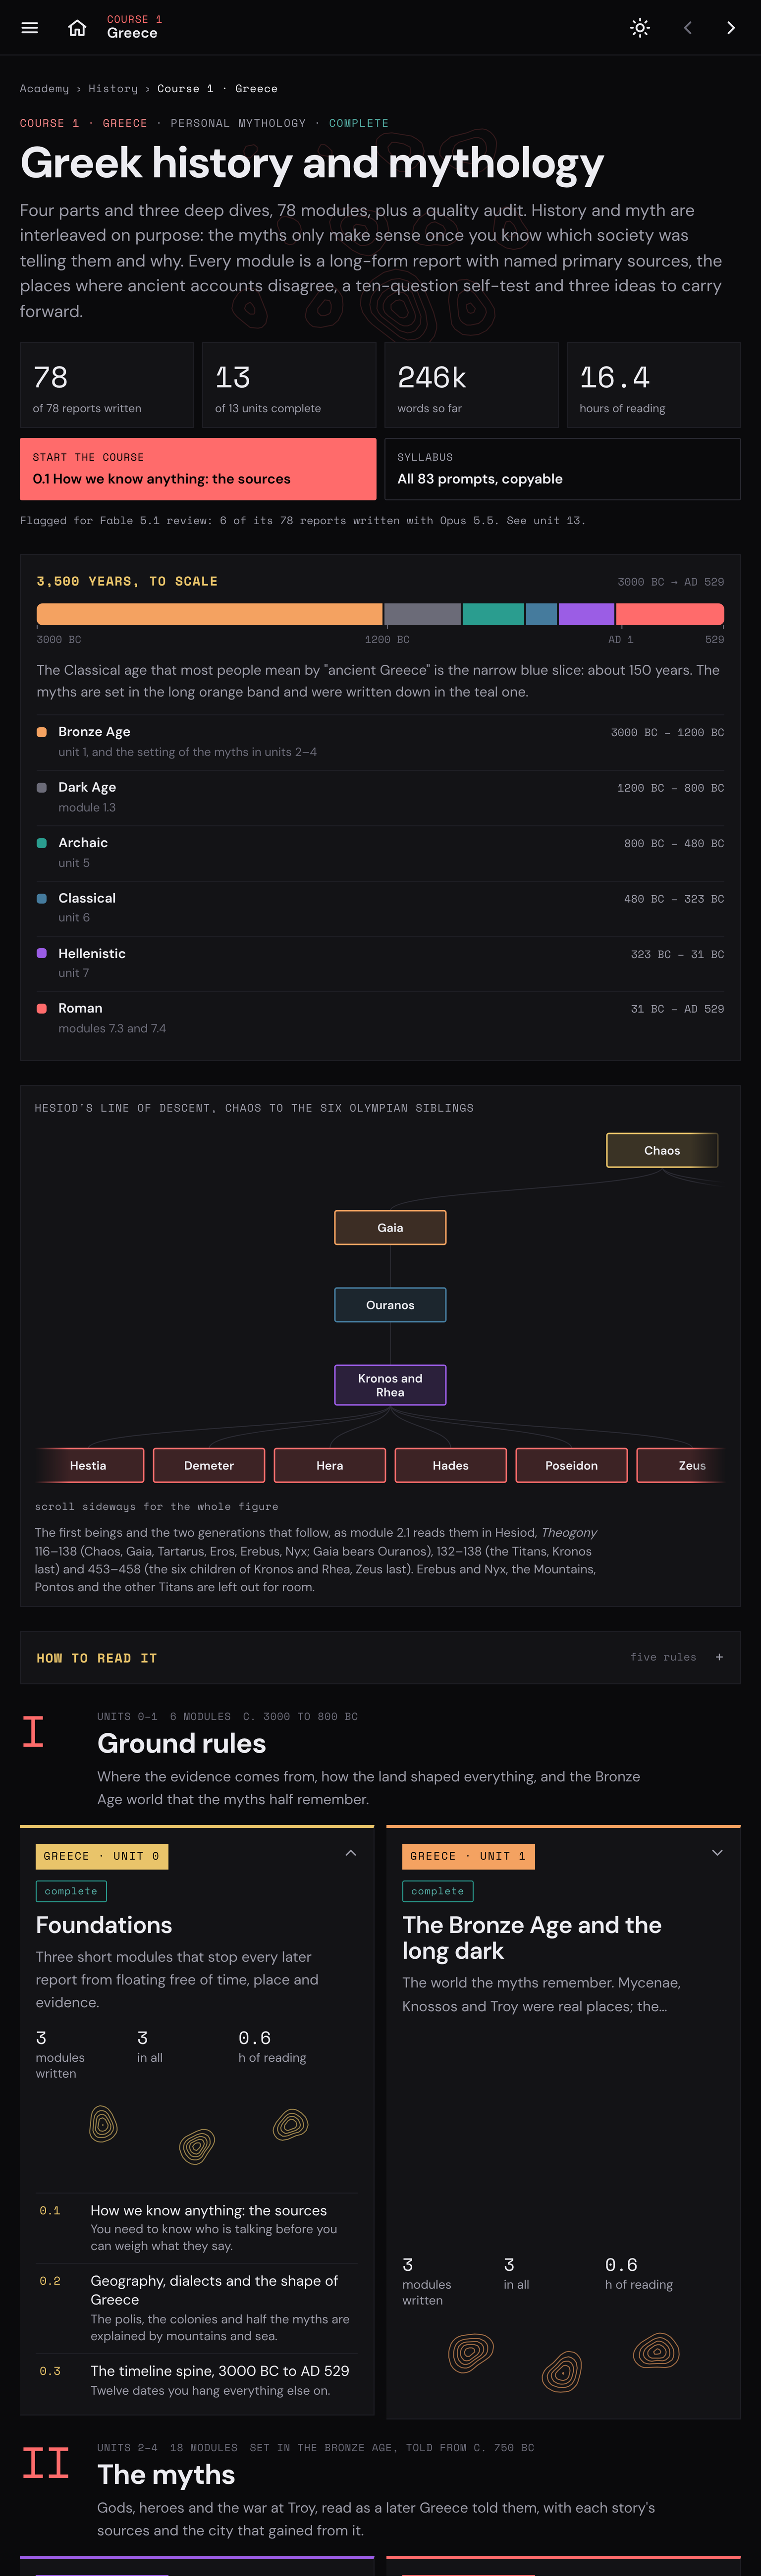 COURSE 1
Greece
Academy › History › Course 1 · Greece
COURSE 1 · GREECE · PERSONAL MYTHOLOGY · COMPLETE
Greek history and mythology
Four parts and three deep dives, 78 modules, plus a quality audit. History and myth are
interleaved on purpose: the myths only make sense once you know which society was
telling them and why. Every module is a long-form report with named primary sources, the
places where ancient accounts disagree, a ten-question self-test and three ideas to carry
forward.
78
of 78 reports written
13
of 13 units complete
246k
words so far
16.4
hours of reading
START THE COURSE
0.1 How we know anything: the sources
SYLLABUS
All 83 prompts, copyable
Flagged for Fable 5.1 review: 6 of its 78 reports written with Opus 5.5. See unit 13.
3,500 YEARS, TO SCALE
3000 BC → AD 529
3000 BC
1200 BC
AD 1
529
The Classical age that most people mean by "ancient Greece" is the narrow blue slice: about 150 years. The
myths are set in the long orange band and were written down in the teal one.
Bronze Age
3000 BC – 1200 BC
unit 1, and the setting of the myths in units 2–4
Dark Age
1200 BC – 800 BC
module 1.3
Archaic
800 BC – 480 BC
unit 5
Classical
480 BC – 323 BC
unit 6
Hellenistic
323 BC – 31 BC
unit 7
Roman
31 BC – AD 529
modules 7.3 and 7.4
HESIOD'S LINE OF DESCENT, CHAOS TO THE SIX OLYMPIAN SIBLINGS
Chaos
Gaia
Ouranos
Kronos and
Rhea
Hestia
Demeter
Hera
Hades
Poseidon
Zeus
scroll sideways for the whole figure
The first beings and the two generations that follow, as module 2.1 reads them in Hesiod, Theogony
116–138 (Chaos, Gaia, Tartarus, Eros, Erebus, Nyx; Gaia bears Ouranos), 132–138 (the Titans, Kronos
last) and 453–458 (the six children of Kronos and Rhea, Zeus last). Erebus and Nyx, the Mountains,
Pontos and the other Titans are left out for room.
HOW TO READ IT
five rules +
I
UNITS 0–1 6 MODULES C. 3000 TO 800 BC
Ground rules
Where the evidence comes from, how the land shaped everything, and the Bronze
Age world that the myths half remember.
GREECE · UNIT 0
complete
Foundations
Three short modules that stop every later
report from floating free of time, place and
evidence.
3
modules
written
3
in all
0.6
h of reading
0.1
How we know anything: the sources
You need to know who is talking before you
can weigh what they say.
0.2
Geography, dialects and the shape of
Greece
The polis, the colonies and half the myths are
explained by mountains and sea.
0.3
The timeline spine, 3000 BC to AD 529
Twelve dates you hang everything else on.
GREECE · UNIT 1
complete
The Bronze Age and the
long dark
The world the myths remember. Mycenae,
Knossos and Troy were real places; the…
3
modules
written
3
in all
0.6
h of reading
II
UNITS 2–4 18 MODULES SET IN THE BRONZE AGE, TOLD FROM C. 750 BC
The myths
Gods, heroes and the war at Troy, read as a later Greece told them, with each story's
sources and the city that gained from it.